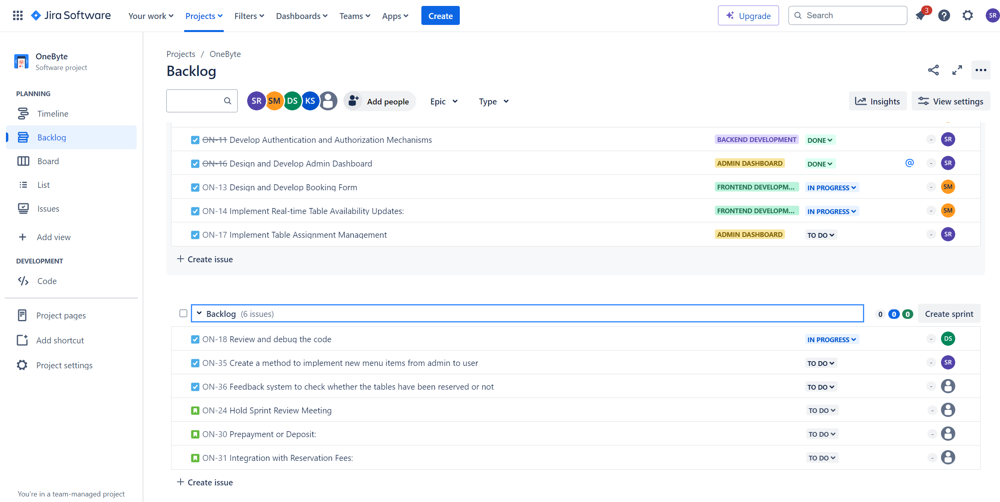 Jira Software Your work Projects Filters Dashboards Teams Apps Create Upgrade Search 3 SR
OneByte
Software project
PLANNING
Timeline
Backlog
Board
List
Issues
Add view
DEVELOPMENT
Code
Project pages
Add shortcut
Project settings
You're in a team-managed project
Projects / OneByte
Backlog
SR SM DS KS Add people Epic Type Insights View settings
ON-11 Develop Authentication and Authorization Mechanisms BACKEND DEVELOPMENT DONE - SR
ON-16 Design and Develop Admin Dashboard ADMIN DASHBOARD DONE @ - SR
ON-13 Design and Develop Booking Form FRONTEND DEVELOPM... IN PROGRESS - SM
ON-14 Implement Real-time Table Availability Updates: FRONTEND DEVELOPM... IN PROGRESS - SM
ON-17 Implement Table Assignment Management ADMIN DASHBOARD TO DO - SR
+ Create issue
Backlog (6 issues) 0 0 0 Create sprint
ON-18 Review and debug the code IN PROGRESS - DS
ON-35 Create a method to implement new menu items from admin to user TO DO - SR
ON-36 Feedback system to check whether the tables have been reserved or not TO DO -
ON-24 Hold Sprint Review Meeting TO DO -
ON-30 Prepayment or Deposit: TO DO -
ON-31 Integration with Reservation Fees: TO DO -
+ Create issue